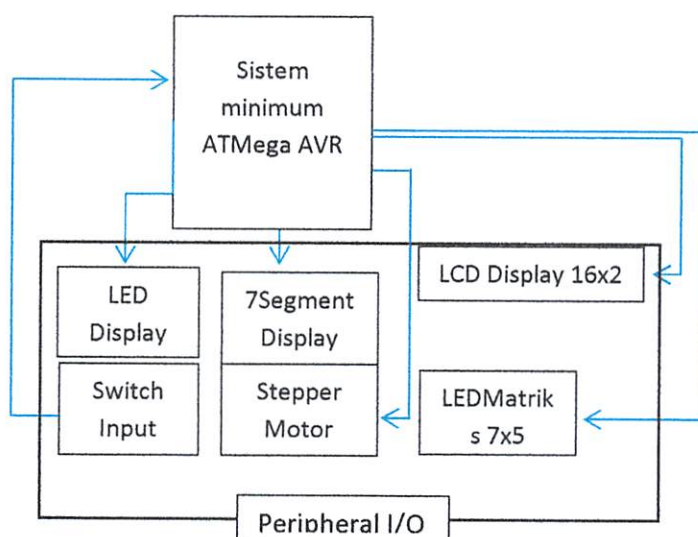 Sistem
minimum
ATMega AVR
LCD Display 16x2
LED
Display
7Segment
Display
Switch
Input
Stepper
Motor
LEDMatrik
s 7x5
Peripheral I/O